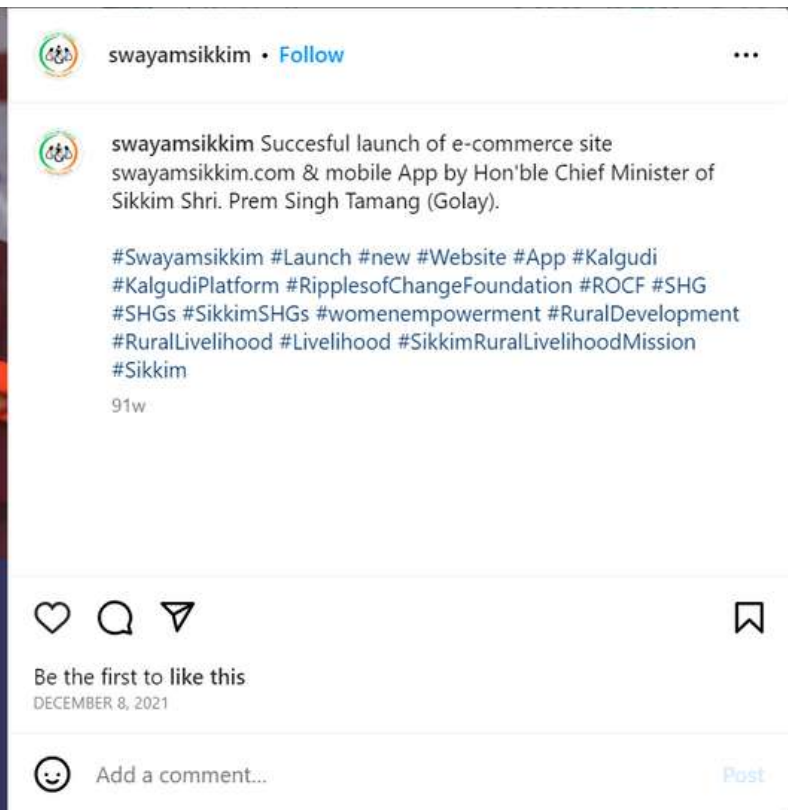 swayamsikkim • Follow
swayamsikkim Succesful launch of e-commerce site
swayamsikkim.com & mobile App by Hon'ble Chief Minister of
Sikkim Shri. Prem Singh Tamang (Golay).
#Swayamsikkim #Launch #new #Website #App #Kalgudi
#KalgudiPlatform #RipplesofChangeFoundation #ROCF #SHG
#SHGs #SikkimSHGs #womenempowerment #RuralDevelopment
#RuralLivelihood #Livelihood #SikkimRuralLivelihoodMission
#Sikkim
91w
Be the first to like this
DECEMBER 8, 2021
Add a comment...
Post